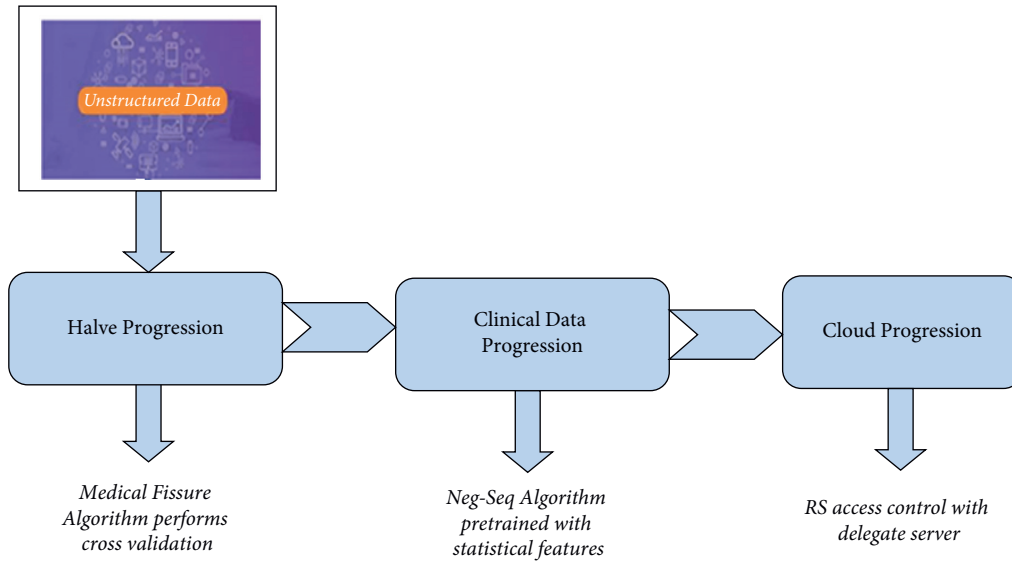 Unstructured Data
Halve Progression
Clinical Data
Progression
Cloud Progression
Medical Fissure
Algorithm performs
cross validation
Neg-Seq Algorithm
pretrained with
statistical features
RS access control with
delegate server